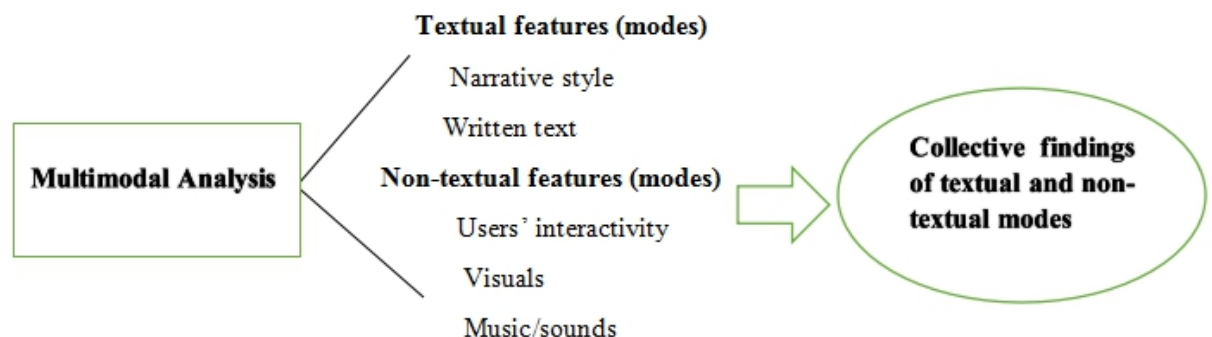 Textual features (modes)
Narrative style
Written text
Multimodal Analysis
Non-textual features (modes)
Users' interactivity
Visuals
Music/sounds
Collective findings
of textual and non-
textual modes